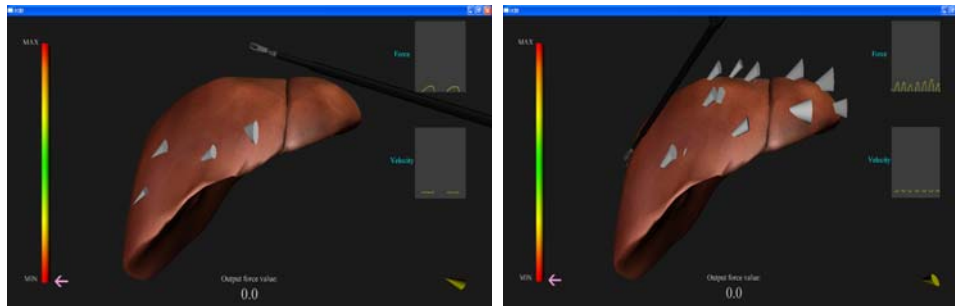 MAX
Force
Velocity
MIN
Output force value:
0.0
MAX
Force
Velocity
MIN
Output force value:
0.0